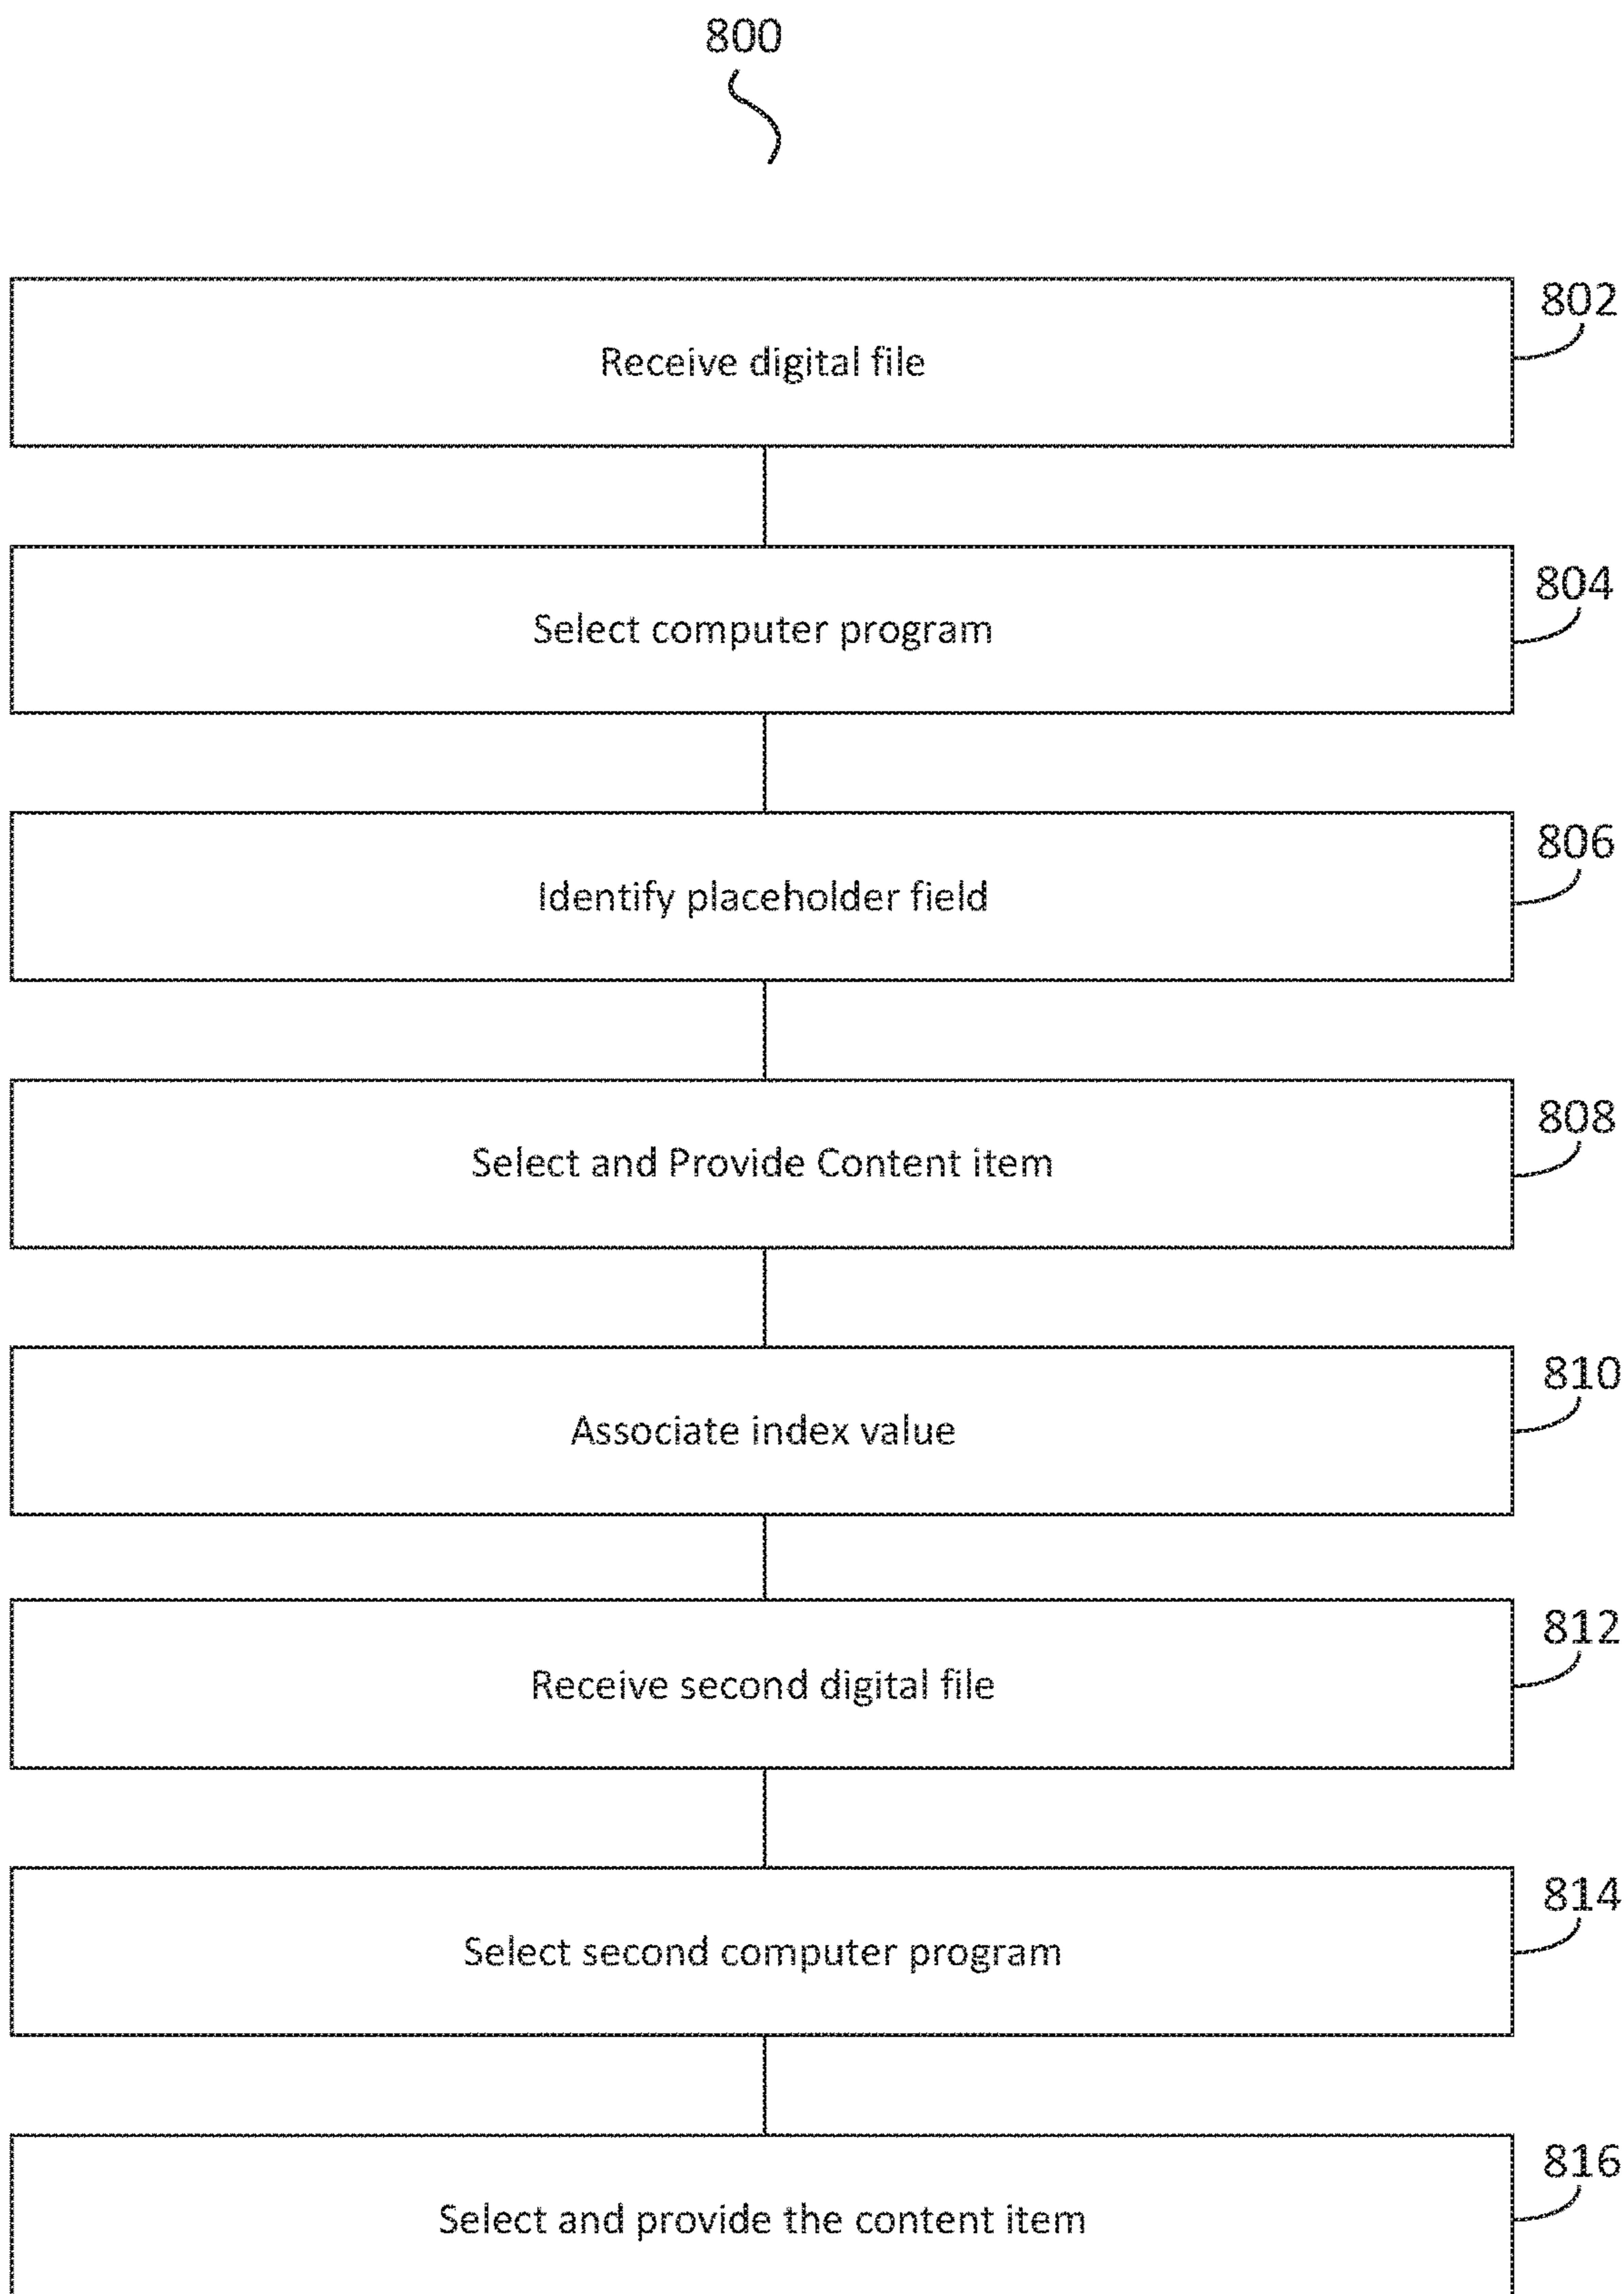 800
802
Receive digital file
804
Select computer program
806
Identify placeholder field
808
Select and Provide Content item
810
Associate index value
812
Receive second digital file
814
Select second computer program
816
Select and provide the content item